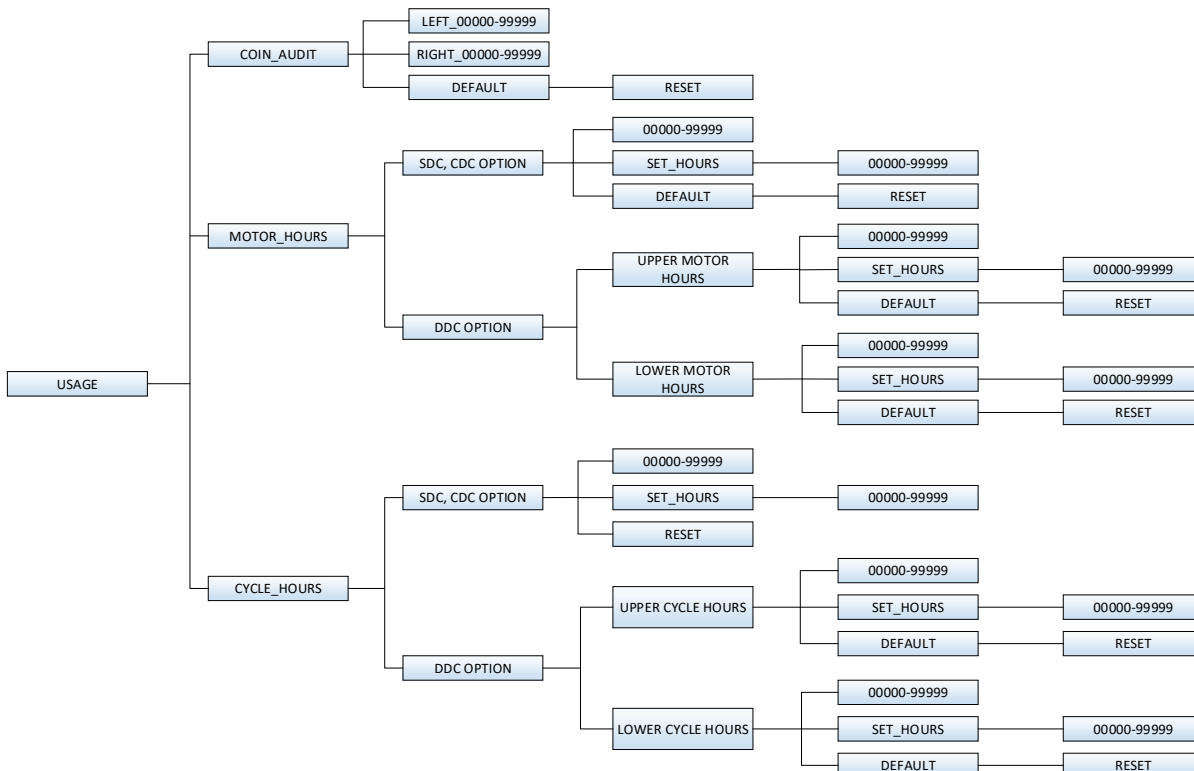 LEFT_00000-99999
COIN_AUDIT
RIGHT_00000-99999
DEFAULT
RESET
00000-99999
SDC, CDC OPTION
SET_HOURS
00000-99999
DEFAULT
RESET
MOTOR_HOURS
00000-99999
UPPER MOTOR
HOURS
SET_HOURS
00000-99999
DEFAULT
RESET
DDC OPTION
00000-99999
LOWER MOTOR
HOURS
SET_HOURS
00000-99999
DEFAULT
RESET
USAGE
00000-99999
SDC, CDC OPTION
SET_HOURS
00000-99999
RESET
CYCLE_HOURS
00000-99999
UPPER CYCLE HOURS
SET_HOURS
00000-99999
DEFAULT
RESET
DDC OPTION
00000-99999
LOWER CYCLE HOURS
SET_HOURS
00000-99999
DEFAULT
RESET